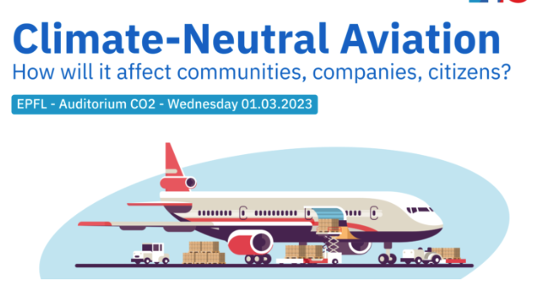 Climate-Neutral Aviation
How will it affect communities, companies, citizens?
EPFL - Auditorium CO2 - Wednesday 01.03.2023